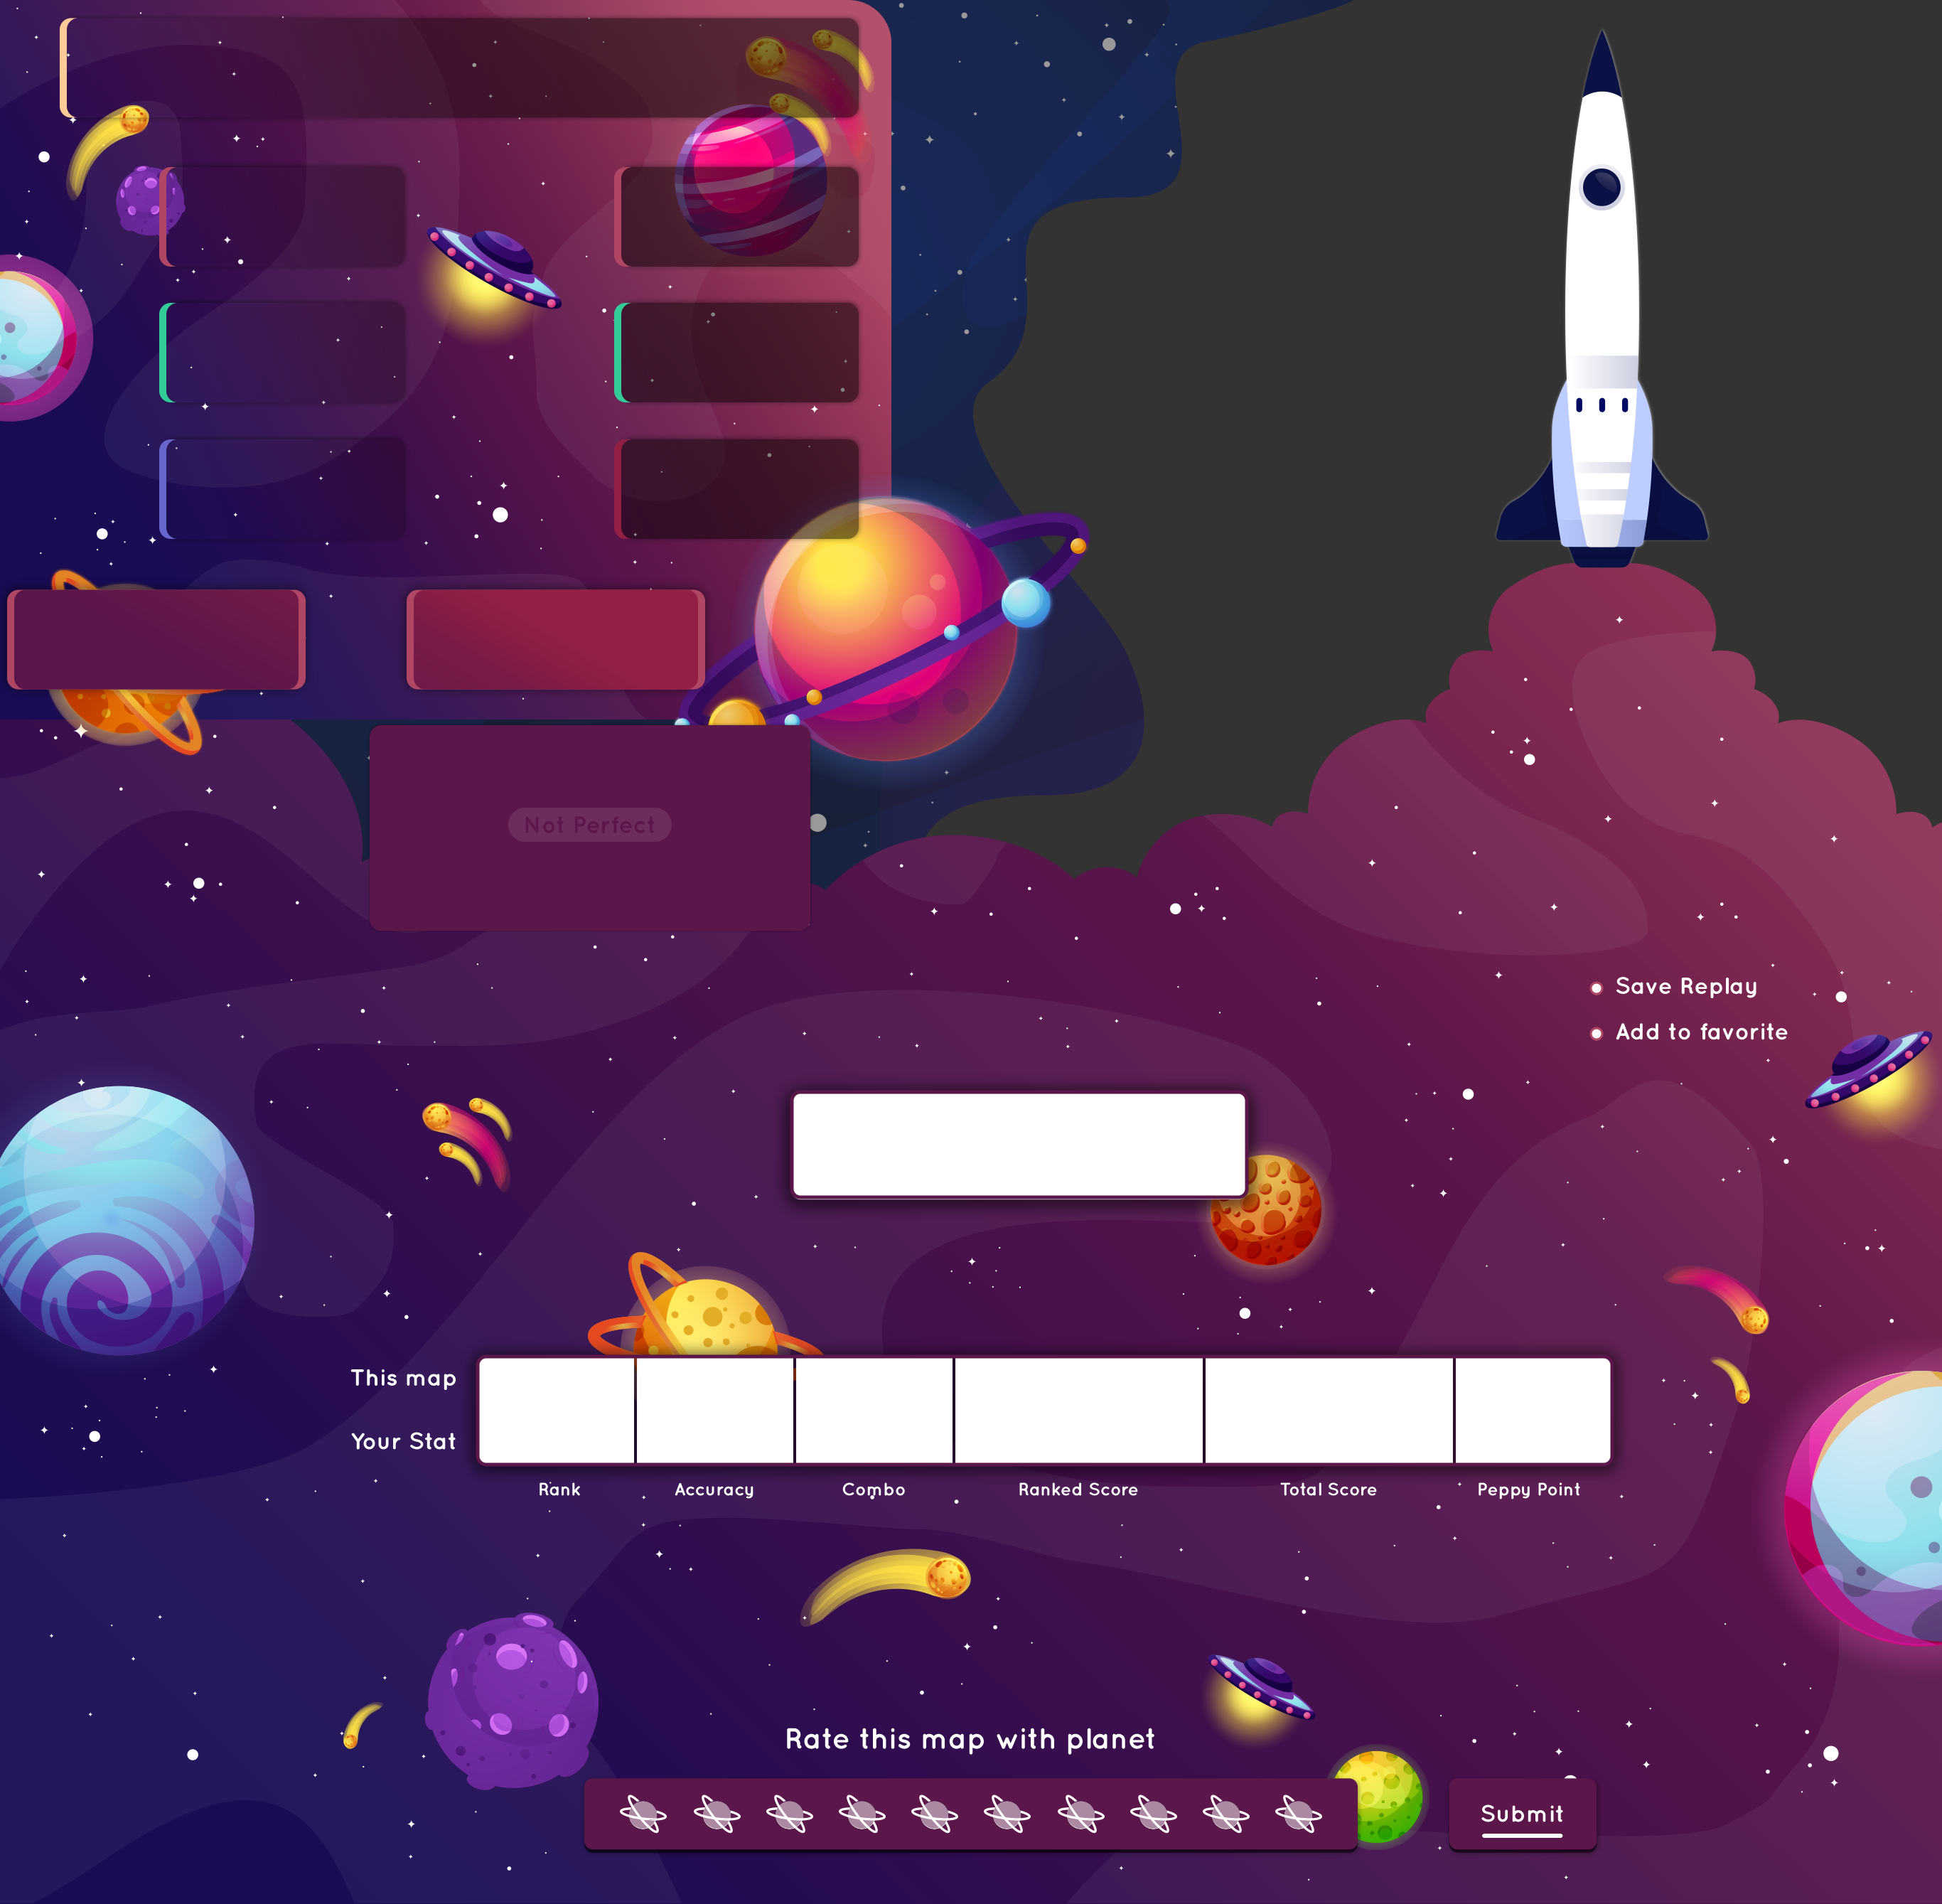 Not Perfect
Save Replay
Add to favorite
This map
Your Stat
Rank Accuracy Combo Ranked Score Total Score Peppy Point
Rate this map with planet
Submit